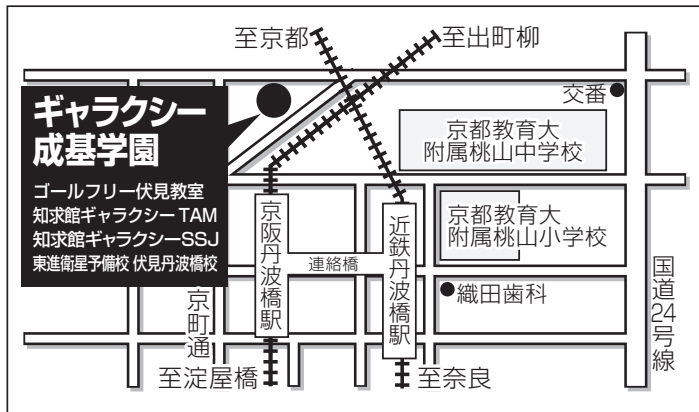 至京都
至出町柳
交番
ギャラクシー
成基学園
ゴールフリー伏見教室
知求館ギャラクシーTAM
知求館ギャラクシーSSJ
東進衛星予備校 伏見丹波橋校
京都教育大
附属桃山中学校
京都教育大
附属桃山小学校
京阪丹波橋駅
連絡橋
近鉄丹波橋駅
織田歯科
国道24号線
京町通
至淀屋橋
至奈良